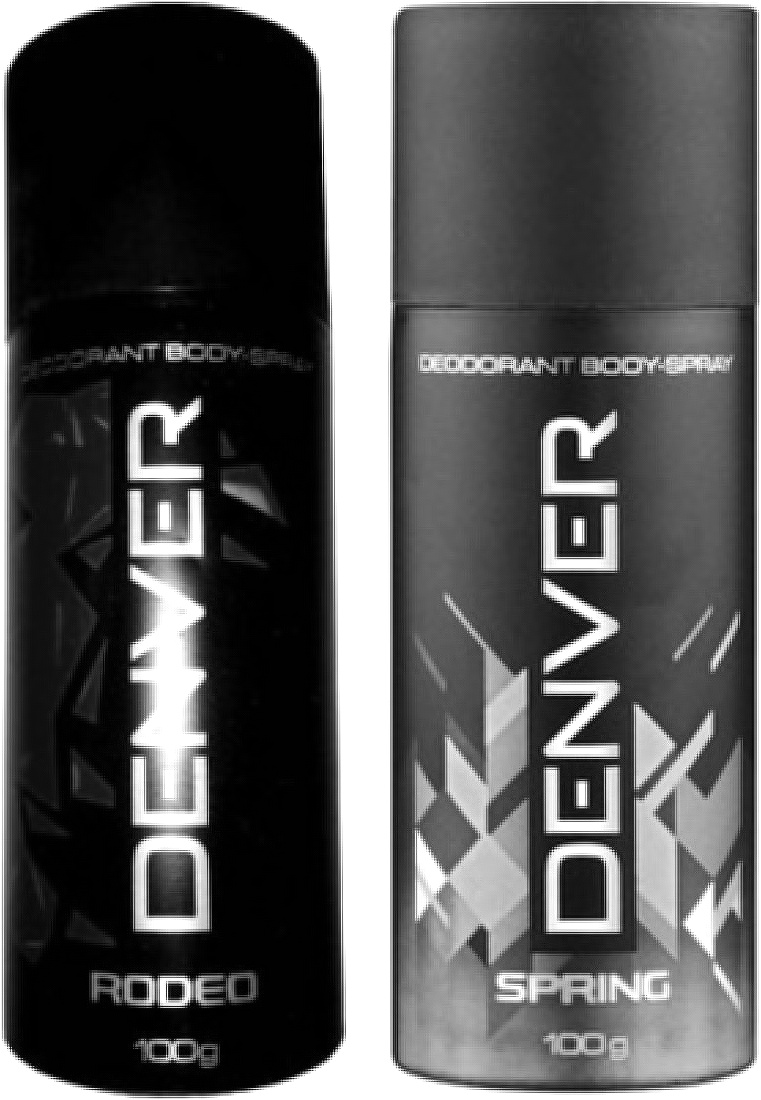 DEODORANT BODY-SPRAY
DENVER
RODEO
100g
DEODORANT BODY-SPRAY
DENVER
SPRING
100g